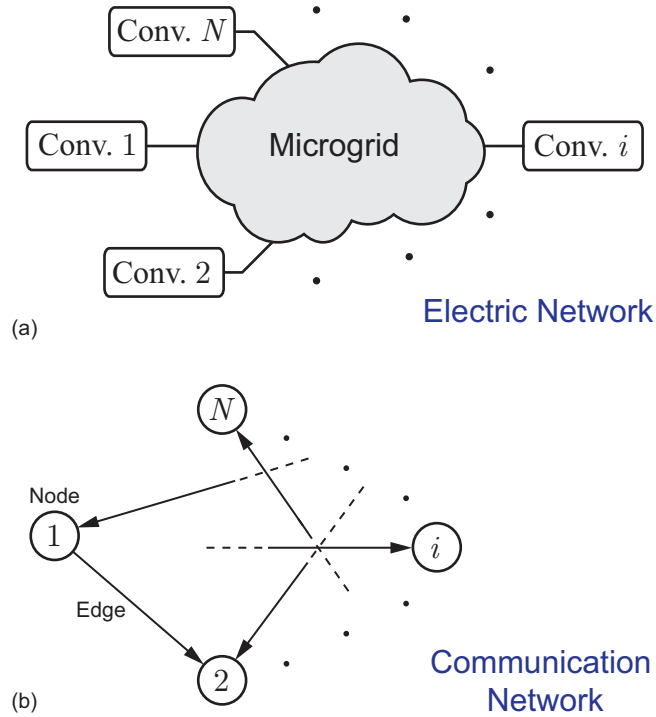 Conv. N
Conv. 1
Microgrid
Conv. i
Conv. 2
Electric Network
(a)
N
Node
1
i
Edge
2
Communication
Network
(b)